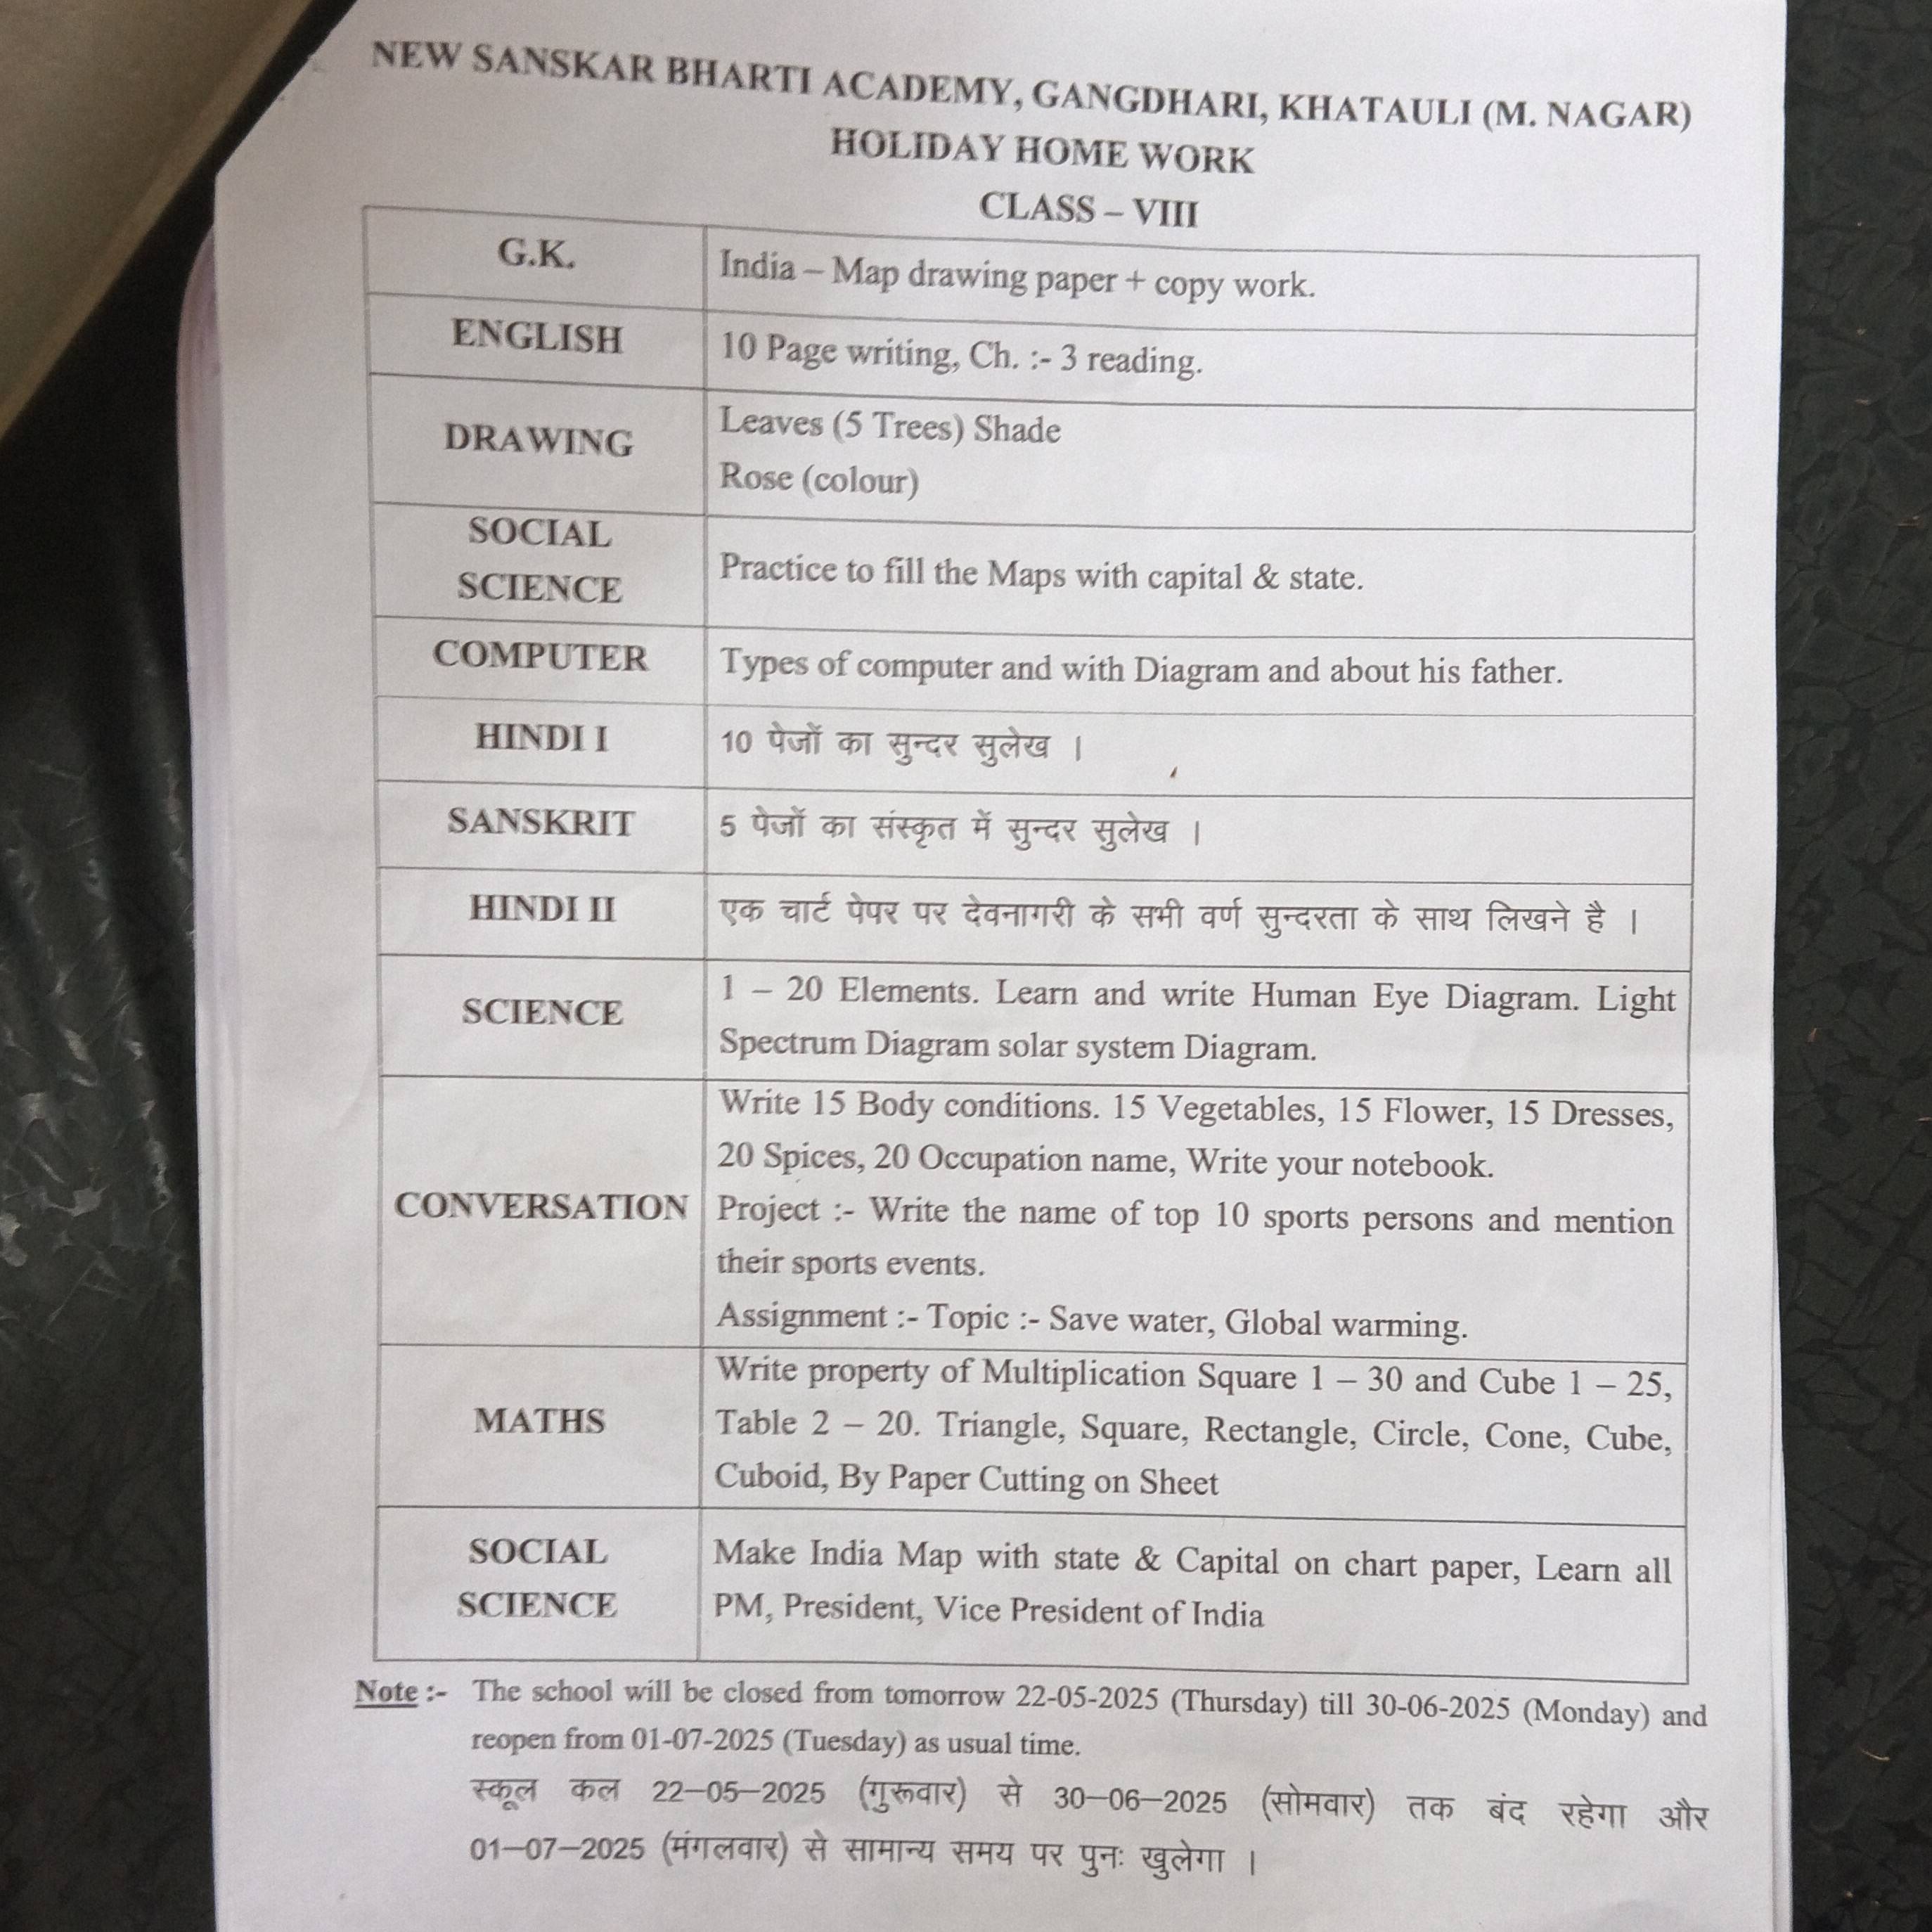 NEW SANSKAR BHARTI ACADEMY, GANGDHARI, KHATAULI (M. NAGAR)
HOLIDAY HOME WORK
CLASS – VIII
G.K.
India – Map drawing paper + copy work.
ENGLISH
10 Page writing, Ch. :- 3 reading.
DRAWING
Leaves (5 Trees) Shade
Rose (colour)
SOCIAL
SCIENCE
Practice to fill the Maps with capital & state.
COMPUTER
Types of computer and with Diagram and about his father.
HINDI I
10 पेजों का सुन्दर सुलेख ।
SANSKRIT
5 पेजों का संस्कृत में सुन्दर सुलेख ।
HINDI II
एक चार्ट पेपर पर देवनागरी के सभी वर्ण सुन्दरता के साथ लिखने है ।
SCIENCE
1 – 20 Elements. Learn and write Human Eye Diagram. Light
Spectrum Diagram solar system Diagram.
CONVERSATION
Write 15 Body conditions. 15 Vegetables, 15 Flower, 15 Dresses,
20 Spices, 20 Occupation name, Write your notebook.
Project :- Write the name of top 10 sports persons and mention
their sports events.
Assignment :- Topic :- Save water, Global warming.
MATHS
Write property of Multiplication Square 1 – 30 and Cube 1 – 25,
Table 2 – 20. Triangle, Square, Rectangle, Circle, Cone, Cube,
Cuboid, By Paper Cutting on Sheet
SOCIAL
SCIENCE
Make India Map with state & Capital on chart paper, Learn all
PM, President, Vice President of India
Note :- The school will be closed from tomorrow 22-05-2025 (Thursday) till 30-06-2025 (Monday) and
reopen from 01-07-2025 (Tuesday) as usual time.
स्कूल कल 22–05–2025 (गुरूवार) से 30–06–2025 (सोमवार) तक बंद रहेगा और
01–07–2025 (मंगलवार) से सामान्य समय पर पुनः खुलेगा ।